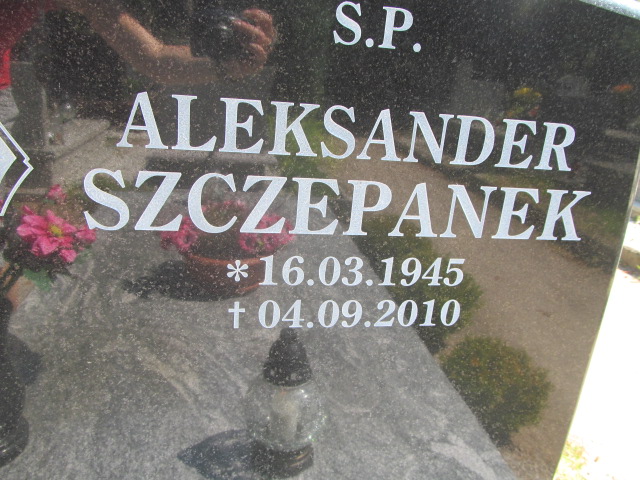 S.P.
ALEKSANDER
SZCZEPANEK
* 16.03.1945
† 04.09.2010